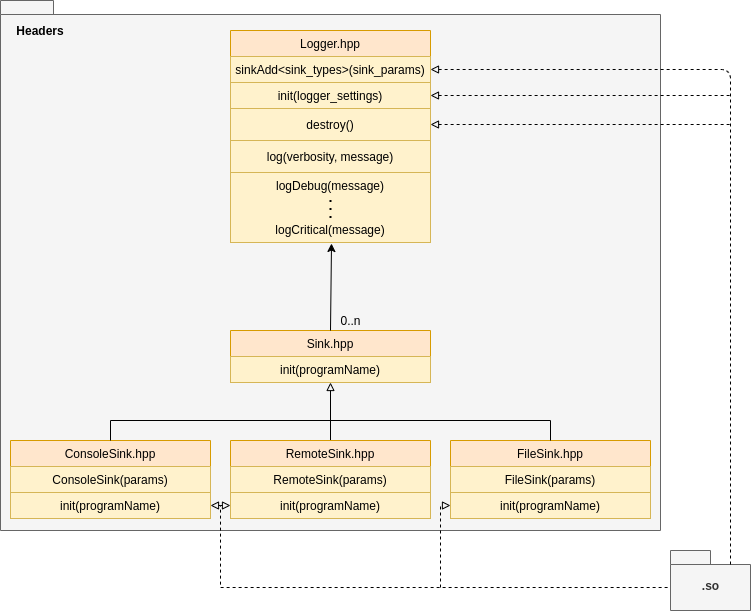 Headers
Logger.hpp
sinkAdd<sink_types>(sink_params)
init(logger_settings)
destroy()
log(verbosity, message)
logDebug(message)
logCritical(message)
0..n
Sink.hpp
init(programName)
ConsoleSink.hpp
RemoteSink.hpp
FileSink.hpp
ConsoleSink(params)
RemoteSink(params)
FileSink(params)
init(programName)
init(programName)
init(programName)
.so